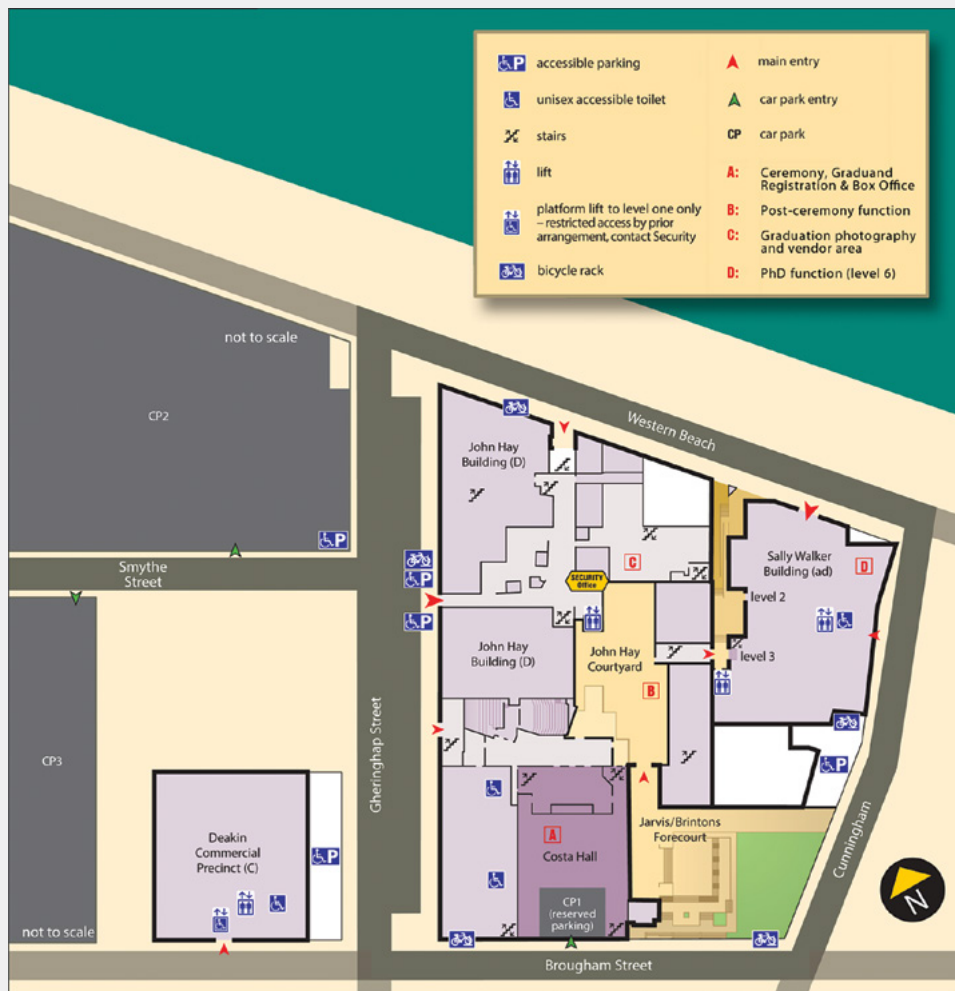 P
accessible parking
unisex accessible toilet
stairs
lift
platform lift to level one only
– restricted access by prior
arrangement, contact Security
bicycle rack
main entry
car park entry
CP car park
A: Ceremony, Graduand
Registration & Box Office
B: Post-ceremony function
C: Graduation photography
and vendor area
D: PhD function (level 6)
not to scale
CP2
Western Beach
John Hay
Building (D)
P
Smythe
Street
P
P
C
SECURITY
Office
Sally Walker
Building (ad)
D
level 2
level 3
John Hay
Building (D)
John Hay
Courtyard
B
Gheringhap Street
CP3
P
Cunningham
Deakin
Commercial
Precinct (C)
P
A
Costa Hall
Jarvis/Brintons
Forecourt
CP1
(reserved
parking)
N
not to scale
Brougham Street